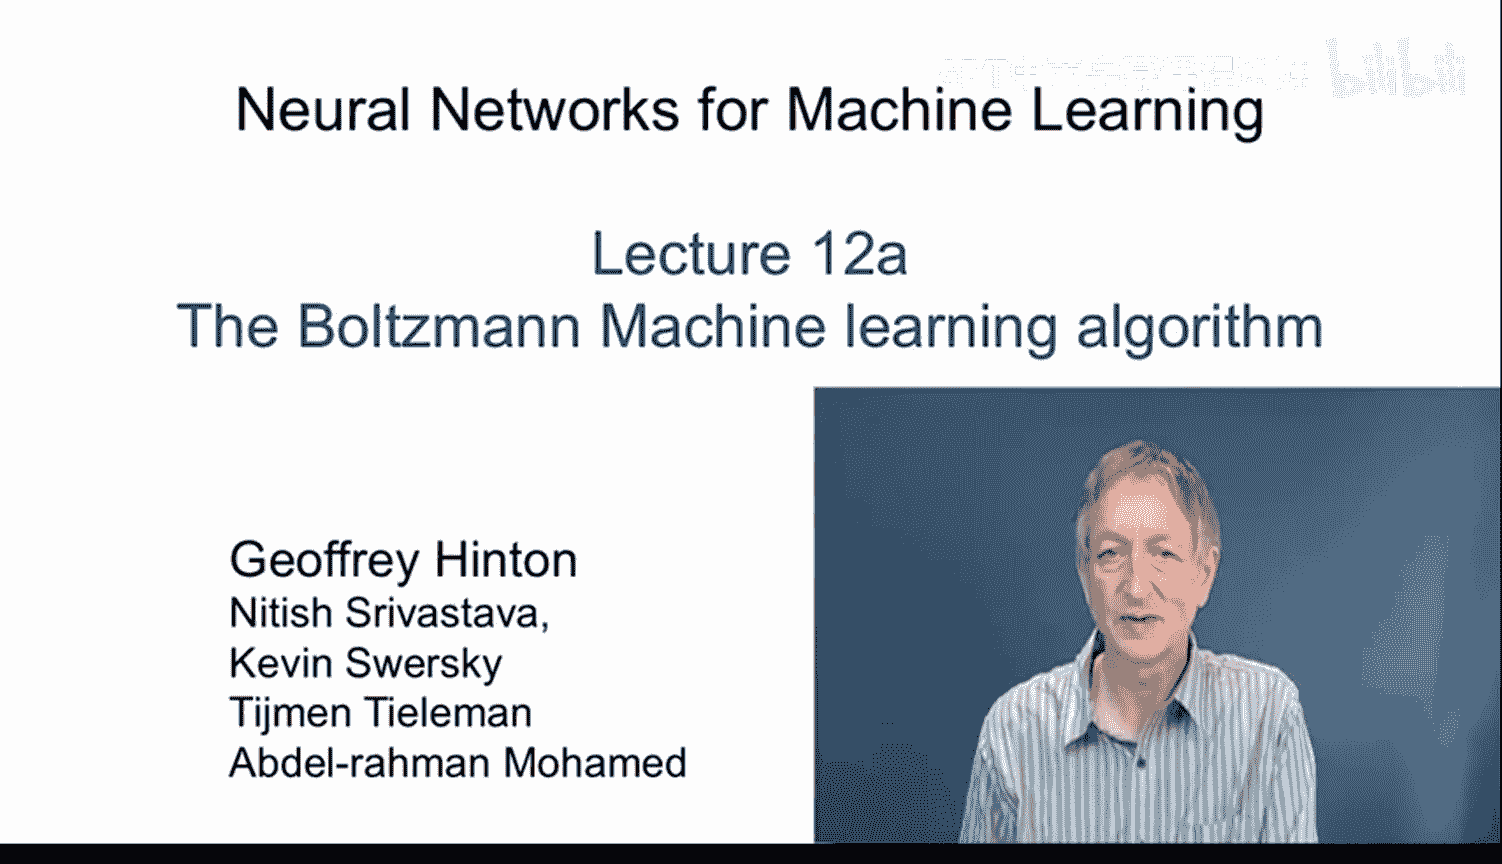 bilibili
Neural Networks for Machine Learning
Lecture 12a
The Boltzmann Machine learning algorithm
Geoffrey Hinton
Nitish Srivastava,
Kevin Swersky
Tijmen Tieleman
Abdel-rahman Mohamed